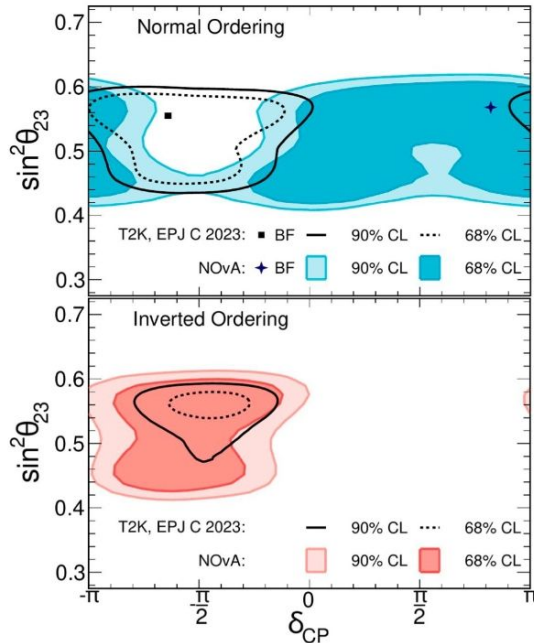 Normal Ordering
0.7
0.6
0.5
0.4
0.3
sin²θ₂₃
T2K, EPJ C 2023: BF 90% CL 68% CL
NOvA: BF 90% CL 68% CL
Inverted Ordering
0.7
0.6
0.5
0.4
0.3
sin²θ₂₃
T2K, EPJ C 2023: 90% CL 68% CL
NOvA: 90% CL 68% CL
-π -π/2 0 π/2 π
δCP